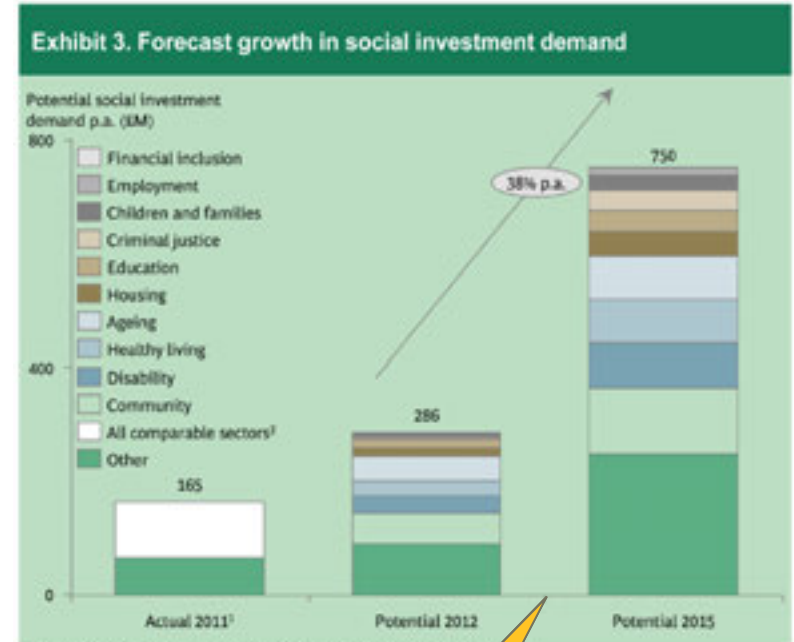 Exhibit 3. Forecast growth in social investment demand
Potential social investment
demand p.a. (£M)
800
Financial inclusion
Employment
Children and families
Criminal justice
Education
Housing
Ageing
Healthy living
Disability
Community
All comparable sectors²
Other
400
0
165
286
750
38% p.a.
Actual 2011¹
Potential 2012
Potential 2015